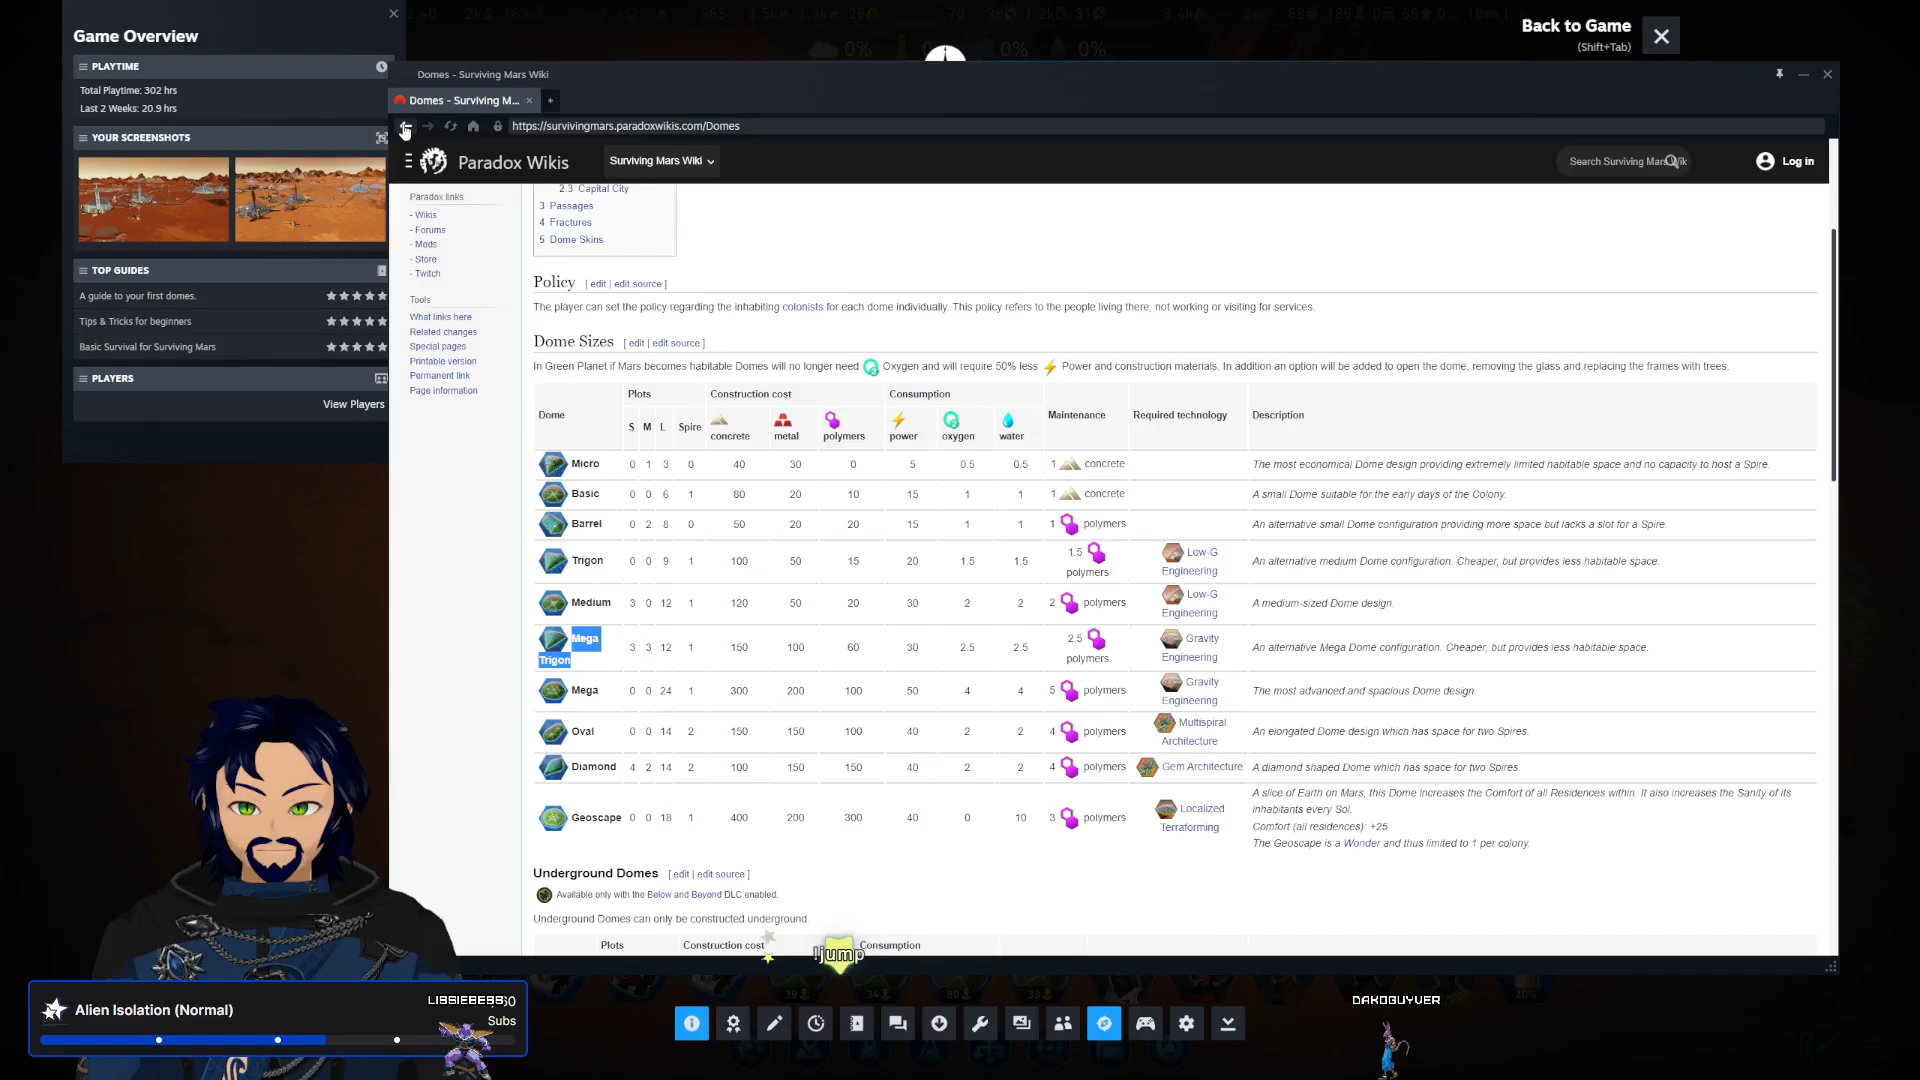 Game Overview
PLAYTIME
Total Playtime: 302 hrs
Last 2 Weeks: 20.9 hrs
YOUR SCREENSHOTS
TOP GUIDES
A guide to your first domes.
Tips & Tricks for beginners
Basic Survival for Surviving Mars
PLAYERS
View Players
Back to Game
(Shift+Tab)
0% 0% 0% 0%
Domes - Surviving Mars Wiki
Domes - Surviving M...
https://survivingmars.paradoxwikis.com/Domes
Paradox Wikis
Surviving Mars Wiki
Search Surviving Mars Wik
Log in
Paradox links
- Wikis
- Forums
- Mods
- Store
- Twitch
Tools
What links here
Related changes
Special pages
Printable version
Permanent link
Page information
2.3 Capital City
3 Passages
4 Fractures
5 Dome Skins
Policy [ edit | edit source ]
The player can set the policy regarding the inhabiting colonists for each dome individually. This policy refers to the people living there, not working or visiting for services.
Dome Sizes [ edit | edit source ]
In Green Planet if Mars becomes habitable Domes will no longer need Oxygen and will require 50% less Power and construction materials. In addition an option will be added to open the dome, removing the glass and replacing the frames with trees.
Dome Plots Construction cost Consumption Maintenance Required technology Description
S M L Spire concrete metal polymers power oxygen water
Micro 0 1 3 0 40 30 0 5 0.5 0.5 1 concrete The most economical Dome design providing extremely limited habitable space and no capacity to host a Spire.
Basic 0 0 6 1 80 20 10 15 1 1 1 concrete A small Dome suitable for the early days of the Colony.
Barrel 0 2 8 0 50 20 20 15 1 1 1 polymers An alternative small Dome configuration providing more space but lacks a slot for a Spire.
Trigon 0 0 9 1 100 50 15 20 1.5 1.5 1.5 polymers Low-G Engineering An alternative medium Dome configuration. Cheaper, but provides less habitable space.
Medium 3 0 12 1 120 50 20 30 2 2 2 polymers Low-G Engineering A medium-sized Dome design.
Mega Trigon 3 3 12 1 150 100 60 30 2.5 2.5 2.5 polymers Gravity Engineering An alternative Mega Dome configuration. Cheaper, but provides less habitable space.
Mega 0 0 24 1 300 200 100 50 4 4 5 polymers Gravity Engineering The most advanced and spacious Dome design.
Oval 0 0 14 2 150 150 100 40 2 2 4 polymers Multispiral Architecture An elongated Dome design which has space for two Spires.
Diamond 4 2 14 2 100 150 150 40 2 2 4 polymers Gem Architecture A diamond shaped Dome which has space for two Spires.
Geoscape 0 0 18 1 400 200 300 40 0 10 3 polymers Localized Terraforming A slice of Earth on Mars, this Dome increases the Comfort of all Residences within. It also increases the Sanity of its
inhabitants every Sol.
Comfort (all residences): +25
The Geoscape is a Wonder and thus limited to 1 per colony.
Underground Domes [ edit | edit source ]
Available only with the Below and Beyond DLC enabled.
Underground Domes can only be constructed underground.
Plots Construction cost Consumption
!jump
39 34 80 33 20%
Alien Isolation (Normal)
LISSIEBESS
Subs
DAKOBUYVER